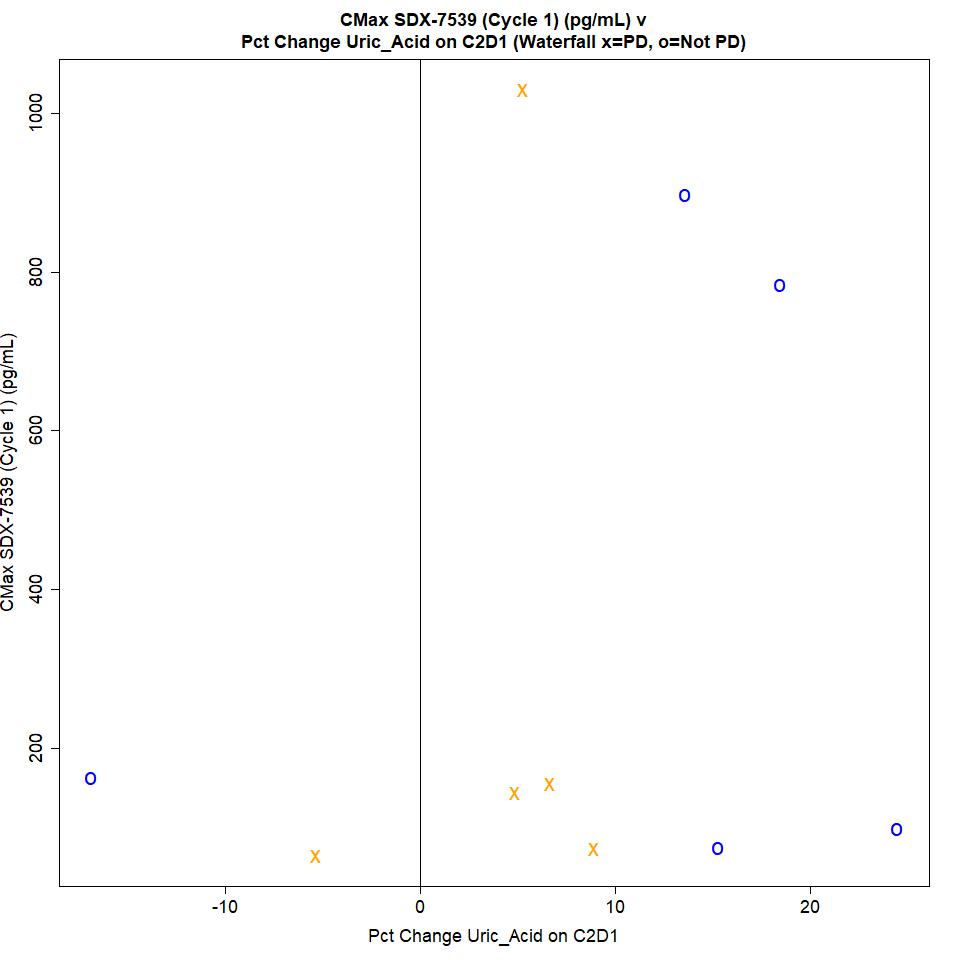 CMax SDX-7539 (Cycle 1) (pg/mL) v
Pct Change Uric_Acid on C2D1 (Waterfall x=PD, o=Not PD)
CMax SDX-7539 (Cycle 1) (pg/mL)
1000
800
600
400
200
x
o
o
o
x
x
x
x
o
o
-10
0
10
20
Pct Change Uric_Acid on C2D1